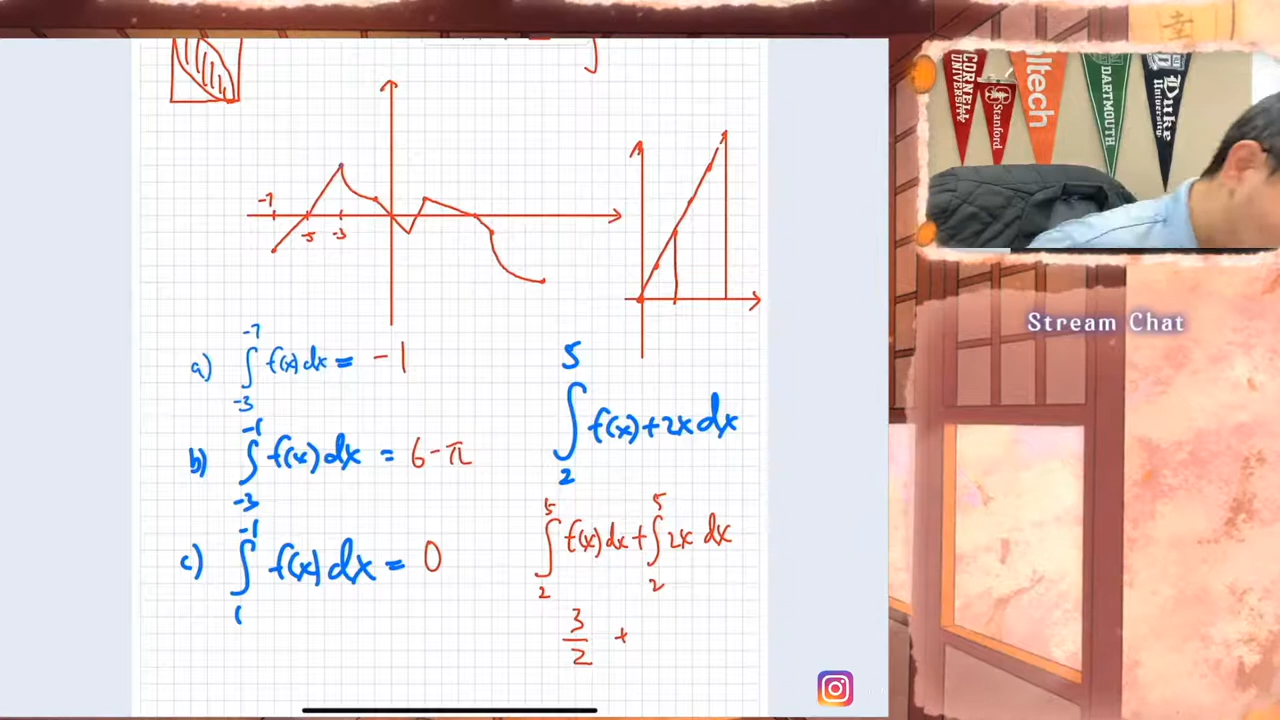 幸
CORNELL UNIVERSITY
Stanford
ltech
DARTMOUTH
Duke University
Stream Chat
-7 -5 -3
a) ∫_{-3}^{-7} f(x) dx = -1
b) ∫_{-3}^{-1} f(x) dx = 6-π
c) ∫_{1}^{-1} f(x) dx = 0
∫_{2}^{5} f(x)+2x dx
∫_{2}^{5} f(x) dx + ∫_{2}^{5} 2x dx
3/2 +